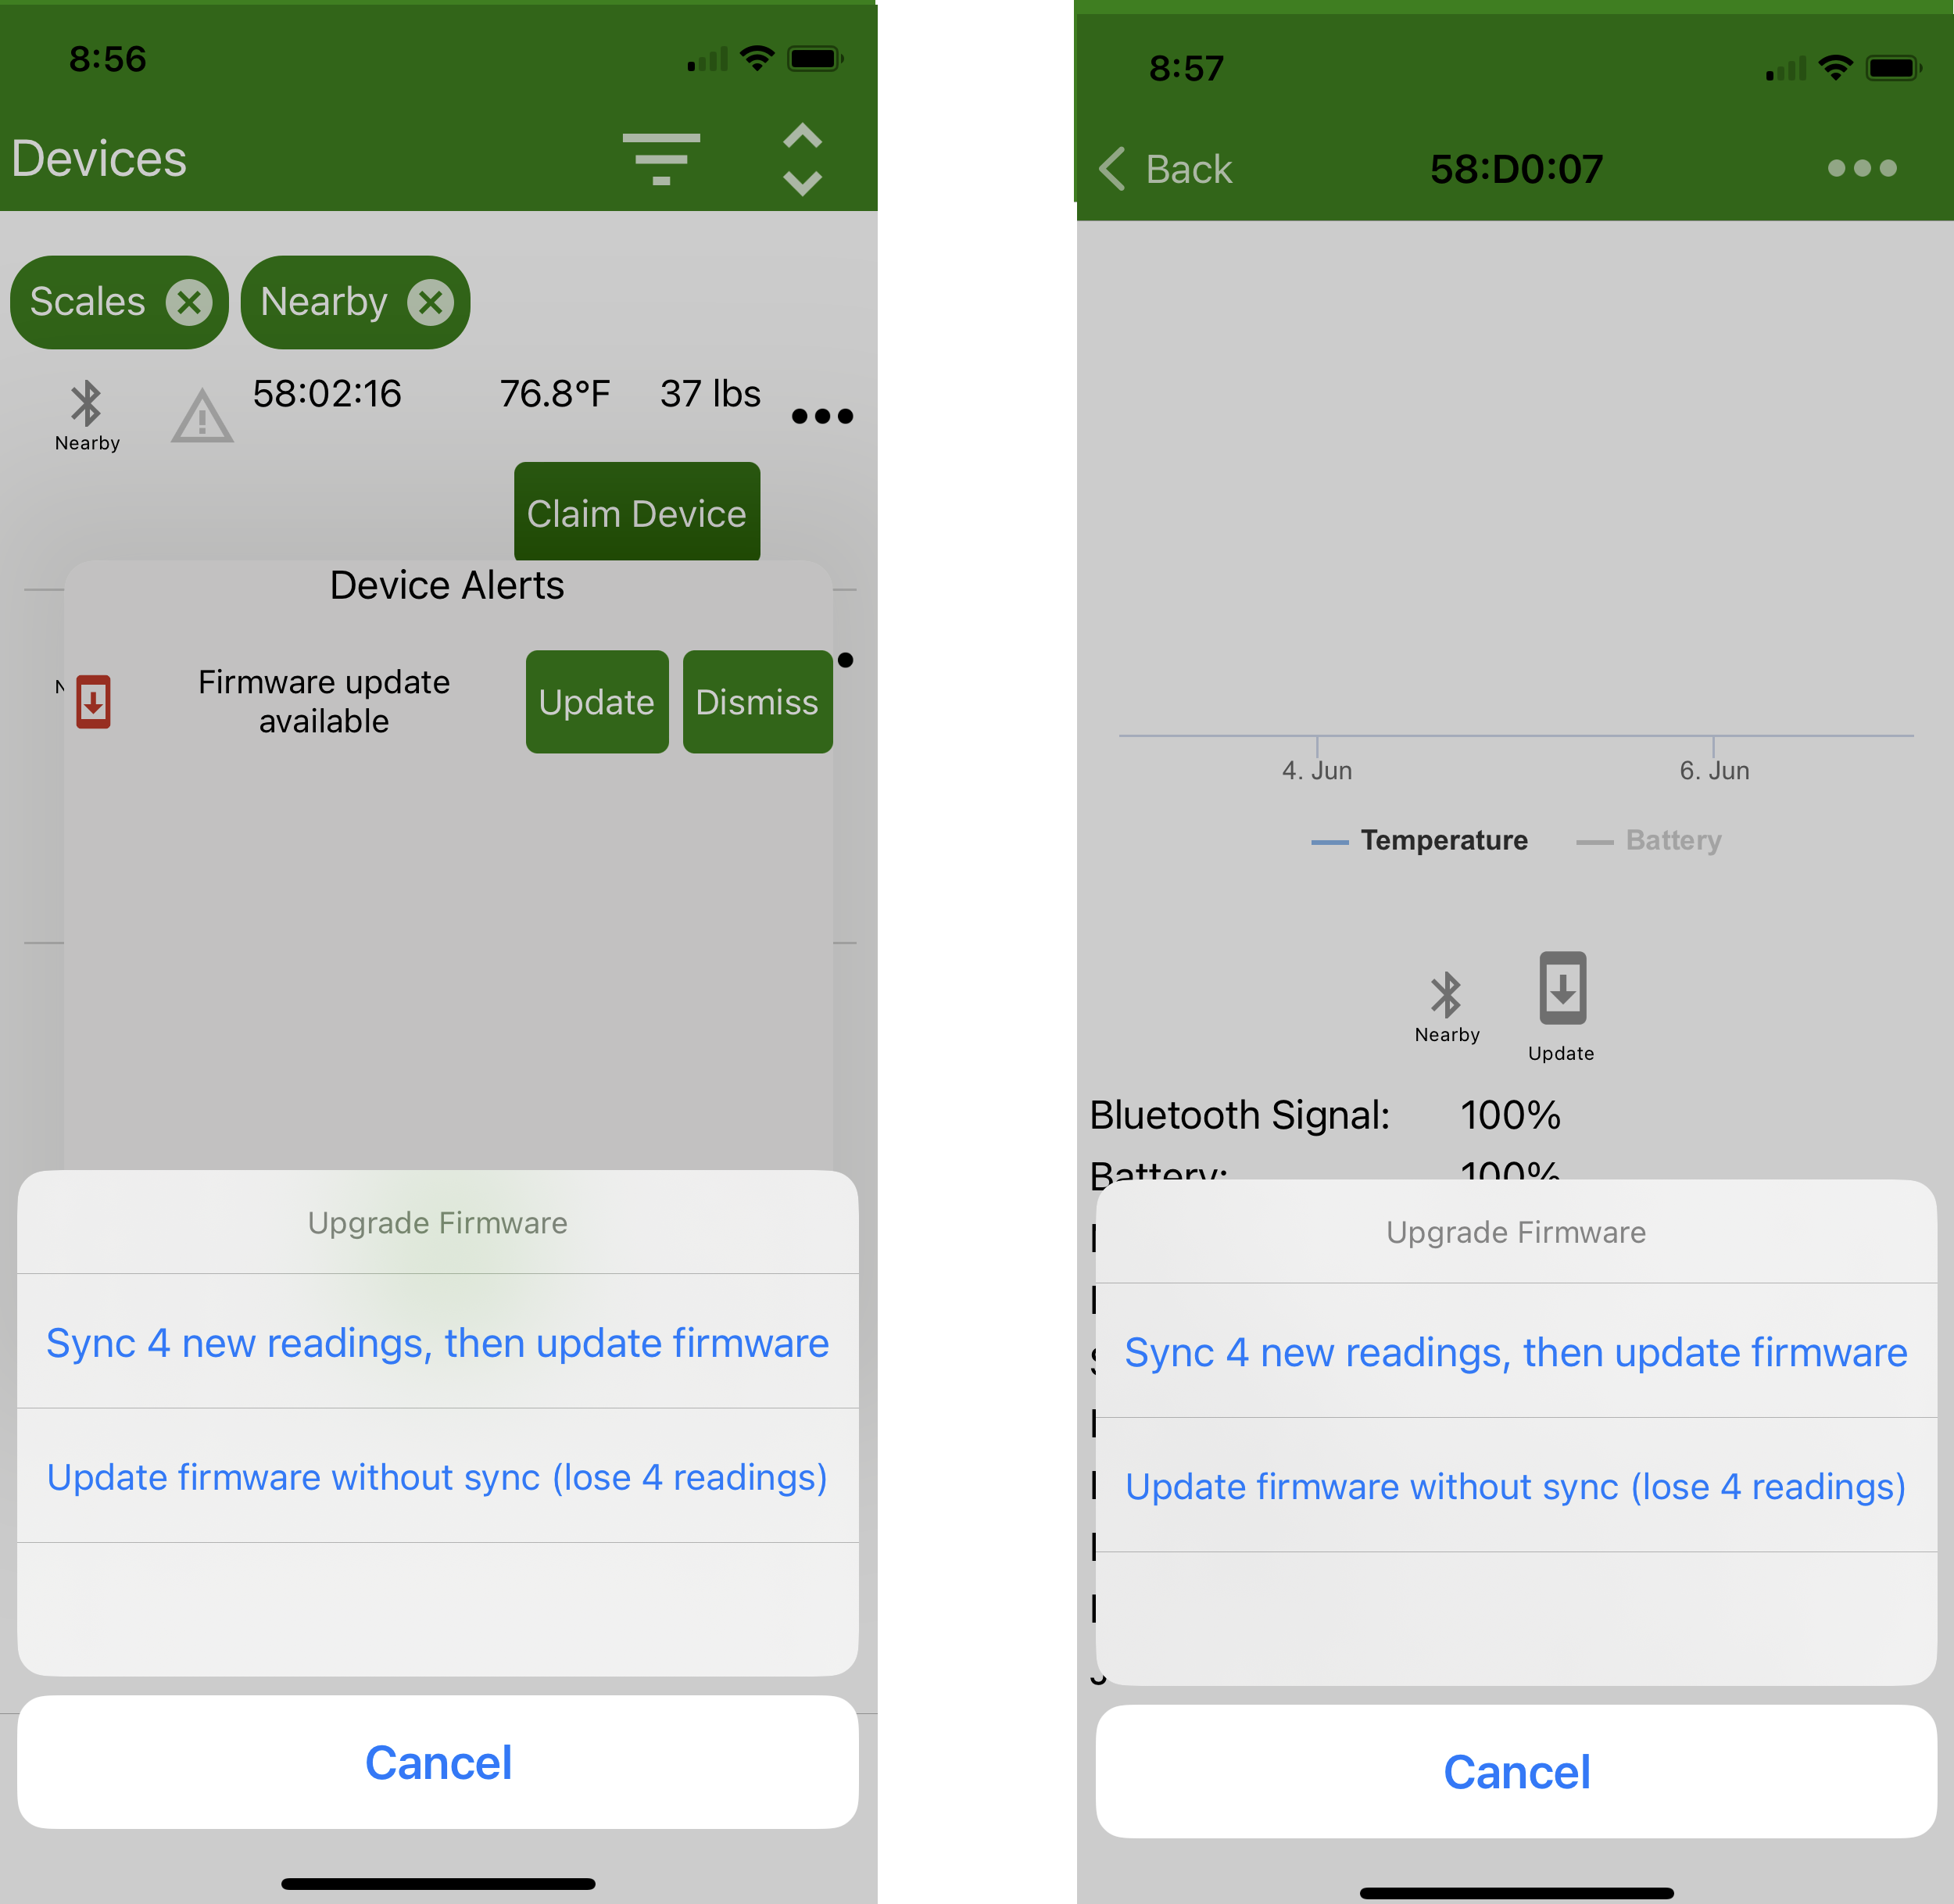 8:56
Devices
Scales
Nearby
58:02:16 76.8°F 37 lbs
Nearby
Claim Device
Device Alerts
Firmware update
available
Update
Dismiss
Upgrade Firmware
Sync 4 new readings, then update firmware
Update firmware without sync (lose 4 readings)
Cancel
8:57
Back
58:D0:07
4. Jun
6. Jun
Temperature
Battery
Nearby
Update
Bluetooth Signal: 100%
Battery: 100%
Upgrade Firmware
Sync 4 new readings, then update firmware
Update firmware without sync (lose 4 readings)
Cancel